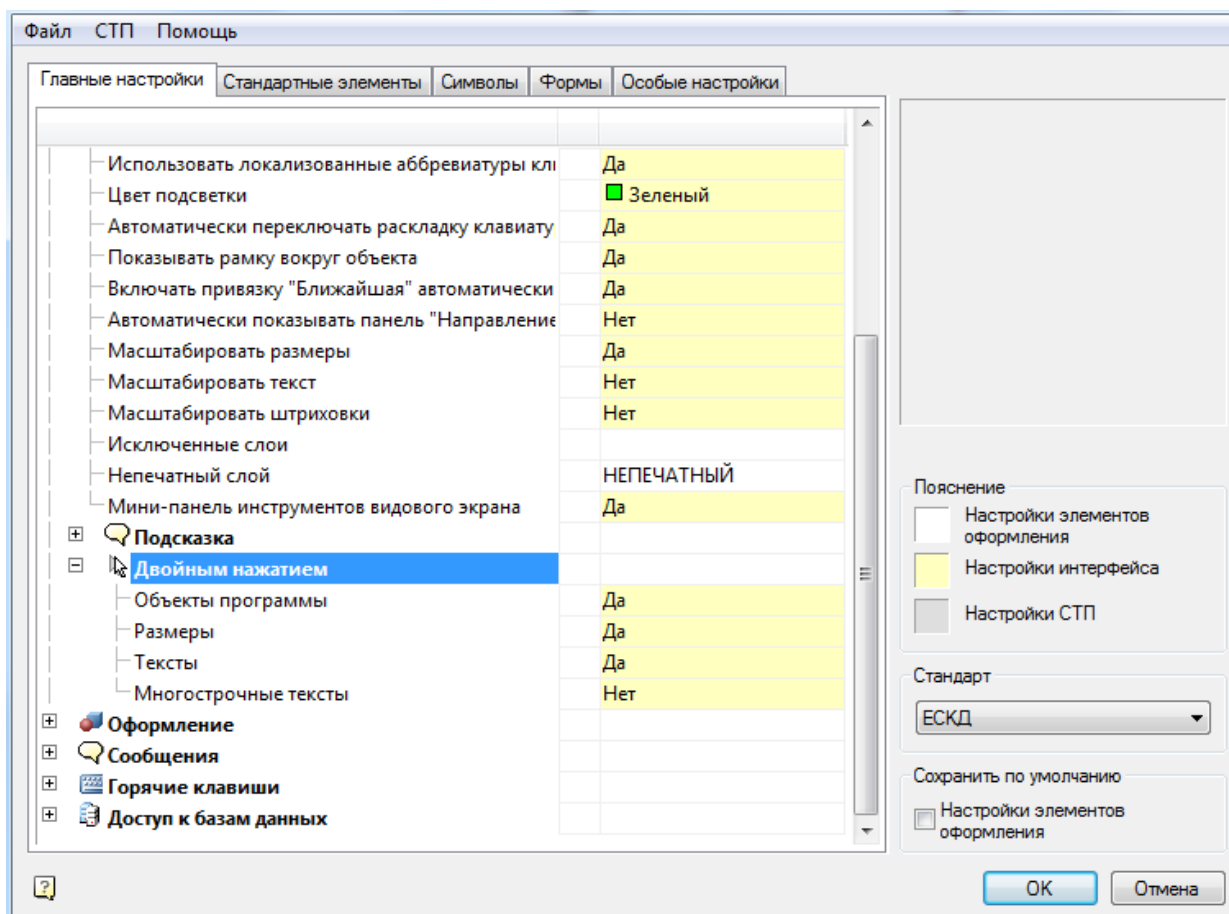 Файл СТП Помощь
Главные настройки Стандартные элементы Символы Формы Особые настройки
Использовать локализованные аббревиатуры кл Да
Цвет подсветки Зеленый
Автоматически переключать раскладку клавиату Да
Показывать рамку вокруг объекта Да
Включать привязку "Ближайшая" автоматически Да
Автоматически показывать панель "Направление Нет
Масштабировать размеры Да
Масштабировать текст Нет
Масштабировать штриховки Нет
Исключенные слои
Непечатный слой НЕПЕЧАТНЫЙ
Мини-панель инструментов видового экрана Да
Подсказка
Двойным нажатием
Объекты программы Да
Размеры Да
Тексты Да
Многострочные тексты Нет
Оформление
Сообщения
Горячие клавиши
Доступ к базам данных
Пояснение
Настройки элементов
оформления
Настройки интерфейса
Настройки СТП
Стандарт
ЕСКД
Сохранить по умолчанию
Настройки элементов
оформления
?
OK Отмена